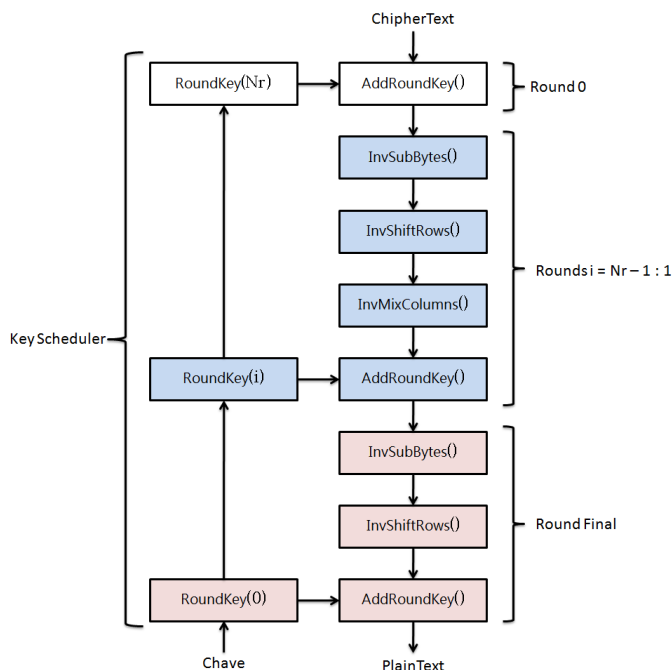 ChipherText
RoundKey(Nr)
AddRoundKey()
Round 0
InvSubBytes()
InvShiftRows()
Rounds i = Nr – 1 : 1
InvMixColumns()
Key Scheduler
RoundKey(i)
AddRoundKey()
InvSubBytes()
InvShiftRows()
Round Final
RoundKey(0)
AddRoundKey()
Chave
PlainText